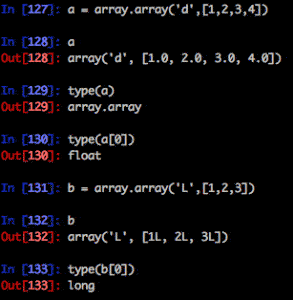 In [127]: a = array.array('d',[1,2,3,4])
In [128]: a
Out[128]: array('d', [1.0, 2.0, 3.0, 4.0])
In [129]: type(a)
Out[129]: array.array
In [130]: type(a[0])
Out[130]: float
In [131]: b = array.array('L',[1,2,3])
In [132]: b
Out[132]: array('L', [1L, 2L, 3L])
In [133]: type(b[0])
Out[133]: long